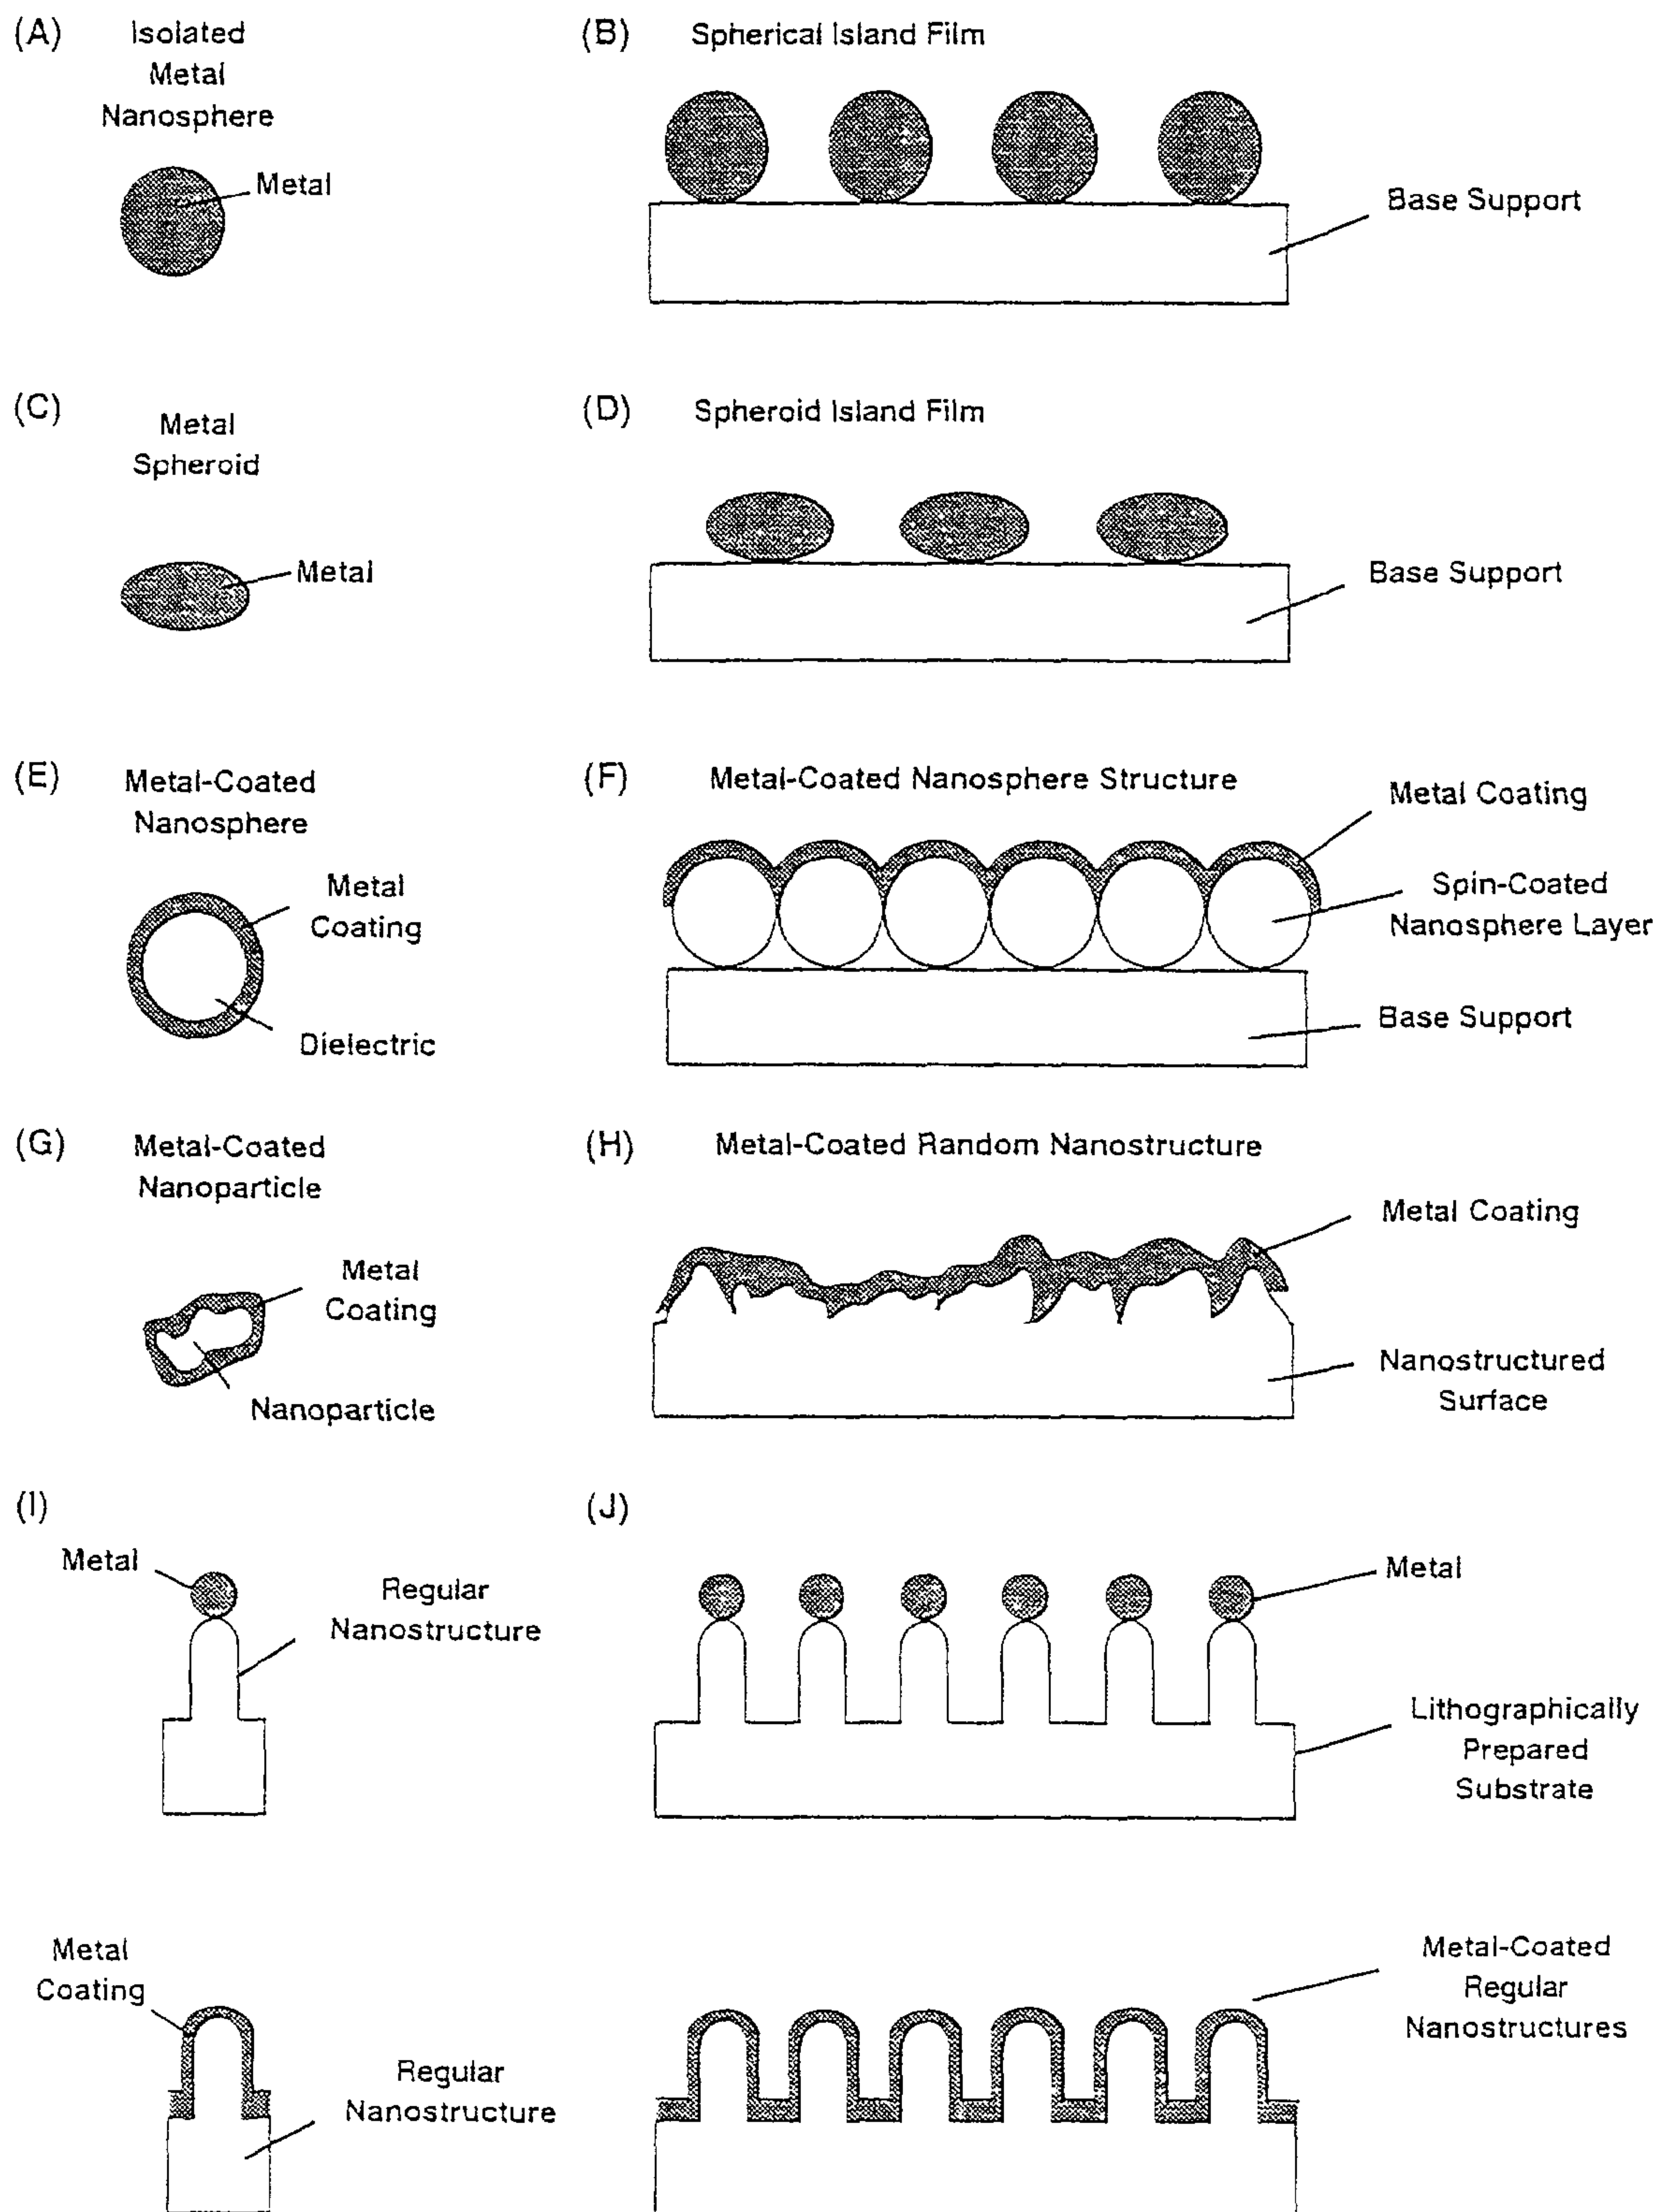 (A)
Isolated
Metal
Nanosphere
Metal
(B)
Spherical Island Film
Base Support
(C)
Metal
Spheroid
Metal
(D)
Spheroid Island Film
Base Support
(E)
Metal-Coated
Nanosphere
Metal
Coating
Dielectric
(F)
Metal-Coated Nanosphere Structure
Metal Coating
Spin-Coated
Nanosphere Layer
Base Support
(G)
Metal-Coated
Nanoparticle
Metal
Coating
Nanoparticle
(H)
Metal-Coated Random Nanostructure
Metal Coating
Nanostructured
Surface
(I)
Metal
Regular
Nanostructure
(J)
Metal
Lithographically
Prepared
Substrate
Metal
Coating
Regular
Nanostructure
Metal-Coated
Regular
Nanostructures